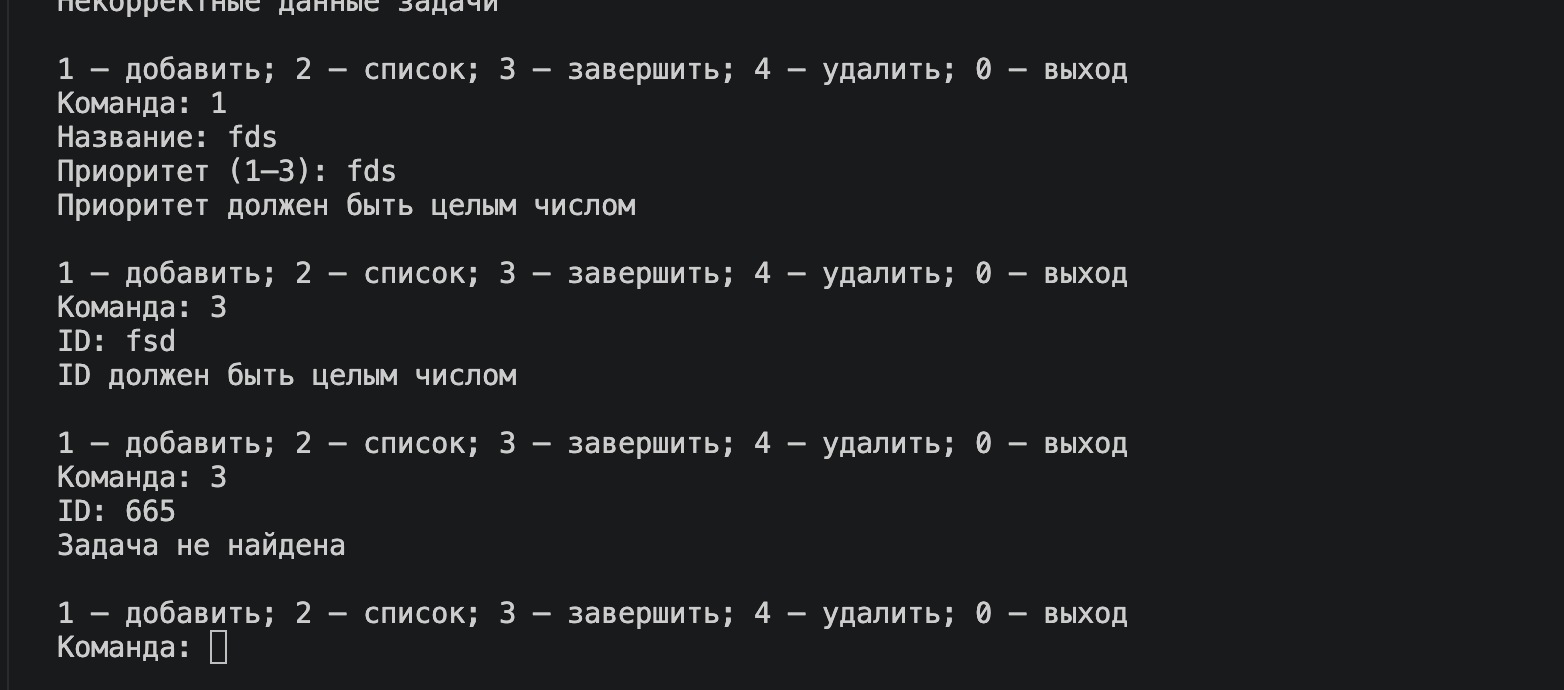 Некорректные данные задачи
1 — добавить; 2 — список; 3 — завершить; 4 — удалить; 0 — выход
Команда: 1
Название: fds
Приоритет (1–3): fds
Приоритет должен быть целым числом
1 — добавить; 2 — список; 3 — завершить; 4 — удалить; 0 — выход
Команда: 3
ID: fsd
ID должен быть целым числом
1 — добавить; 2 — список; 3 — завершить; 4 — удалить; 0 — выход
Команда: 3
ID: 665
Задача не найдена
1 — добавить; 2 — список; 3 — завершить; 4 — удалить; 0 — выход
Команда: